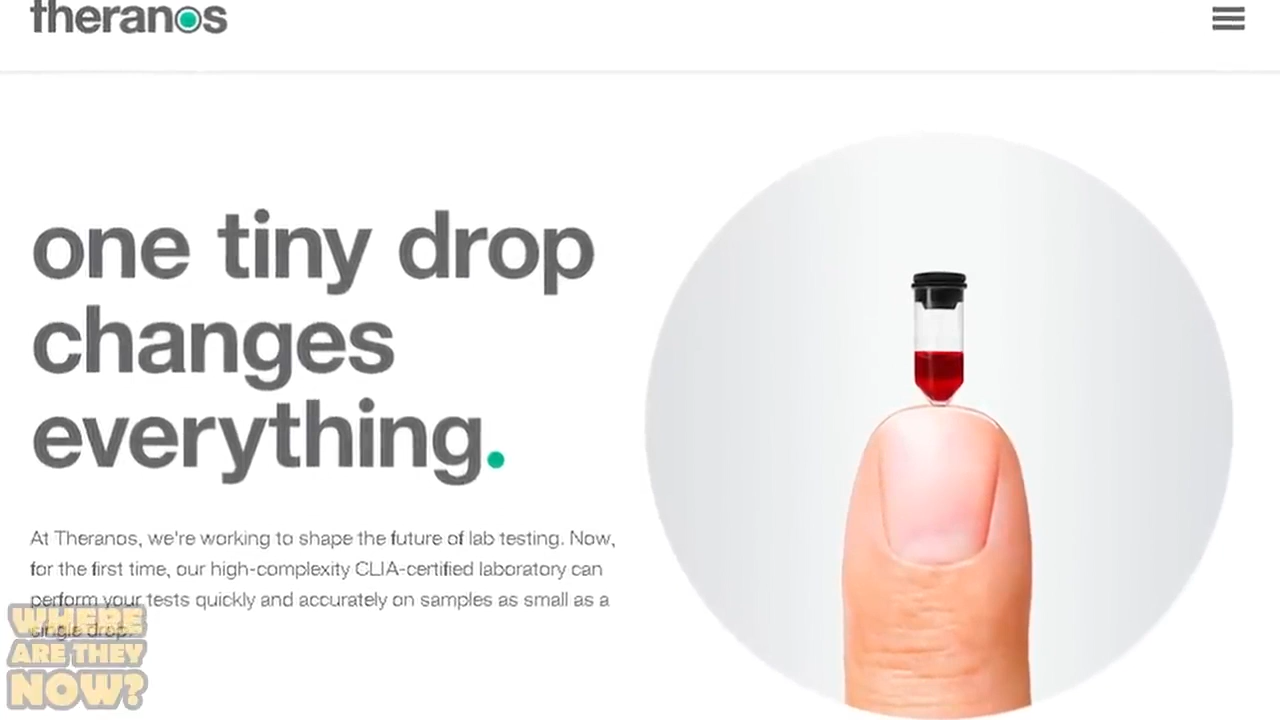 theranos
one tiny drop
changes
everything.
At Theranos, we're working to shape the future of lab testing. Now,
for the first time, our high-complexity CLIA-certified laboratory can
perform your tests quickly and accurately on samples as small as a
single drop.
WHERE
ARE THEY
NOW?